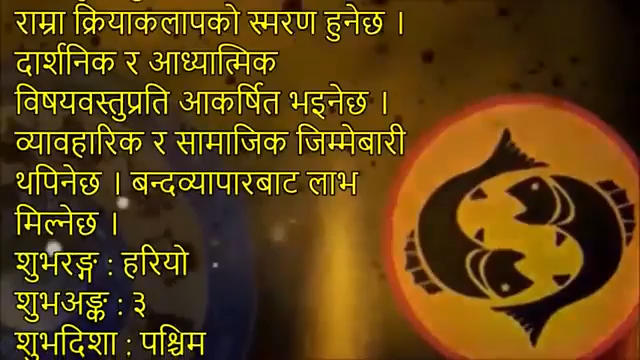 राम्रा क्रियाकलापको स्मरण हुनेछ ।
दार्शनिक र आध्यात्मिक
विषयवस्तुप्रति आकर्षित भइनेछ ।
व्यावहारिक र सामाजिक जिम्मेबारी
थपिनेछ । बन्दव्यापारबाट लाभ
मिल्नेछ ।
शुभरङ्ग : हरियो
शुभअङ्क : ३
शुभदिशा : पश्चिम